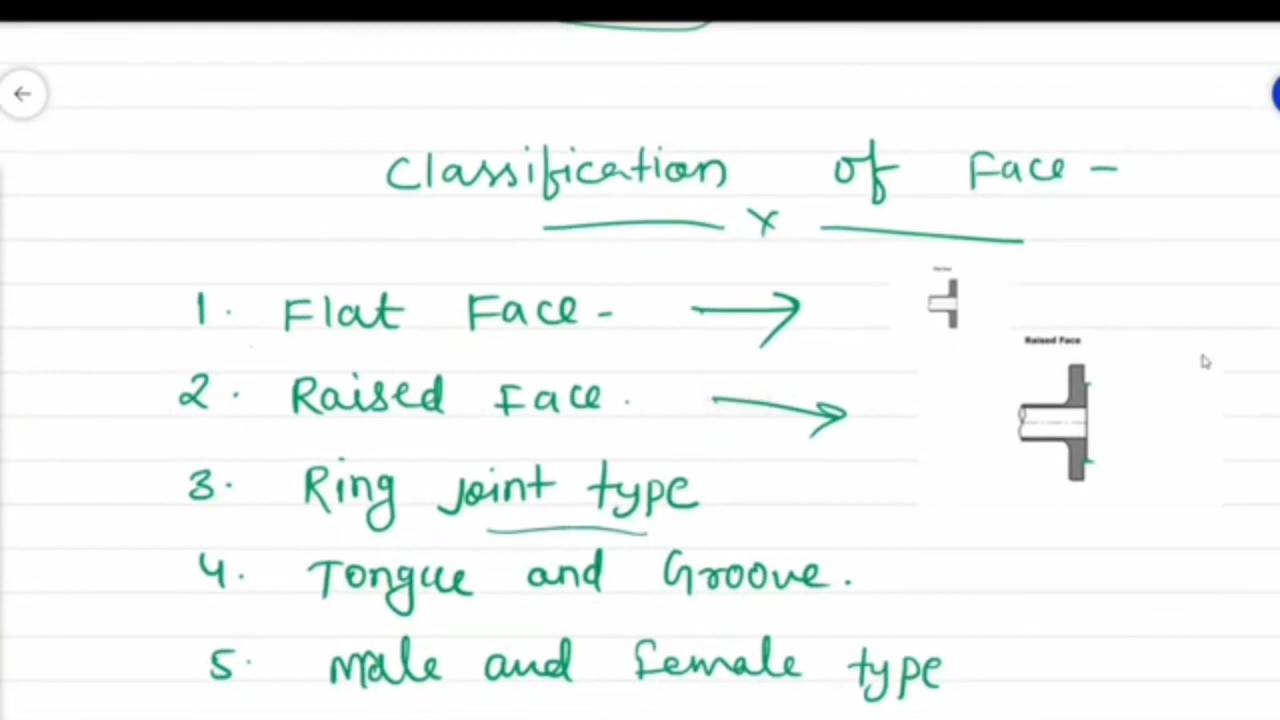 Classification of Face -
x
1. Flat Face - →
2. Raised Face. →
Raised Face
3. Ring Joint type
4. Tongue and Groove.
5. Male and Female type